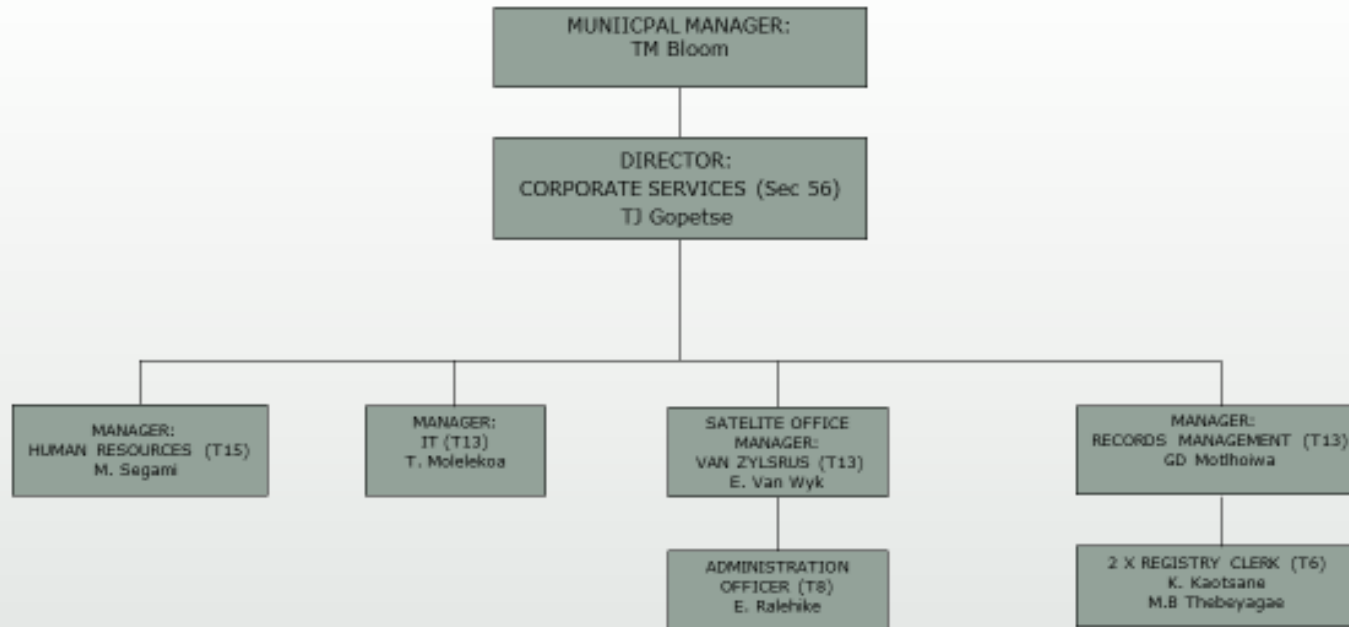 MUNIICPAL MANAGER:
TM Bloom
DIRECTOR:
CORPORATE SERVICES (Sec 56)
TJ Gopetse
MANAGER:
HUMAN RESOURCES (T15)
M. Segami
MANAGER:
IT (T13)
T. Molelekoa
SATELITE OFFICE
MANAGER:
VAN ZYLSRUS (T13)
E. Van Wyk
MANAGER:
RECORDS MANAGEMENT (T13)
GD Motlhoiwa
ADMINISTRATION
OFFICER (T8)
E. Ralehike
2 X REGISTRY CLERK (T6)
K. Kaotsane
M.B Thebeyagae